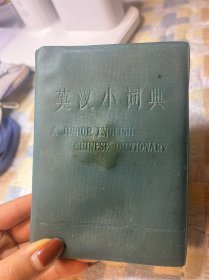 英汉小词典
A JUNIOR ENGLISH
CHINESE DICTIONARY